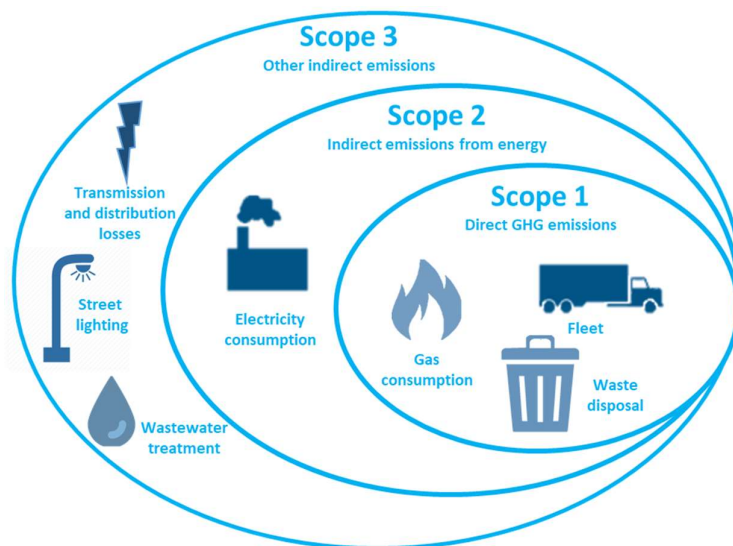 Scope 3
Other indirect emissions
Scope 2
Indirect emissions from energy
Scope 1
Direct GHG emissions
Transmission
and distribution
losses
Street
lighting
Wastewater
treatment
Electricity
consumption
Gas
consumption
Fleet
Waste
disposal